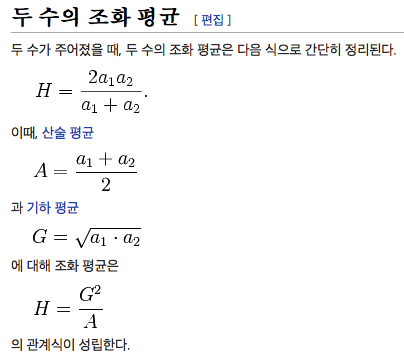 두 수의 조화 평균 [편집]
두 수가 주어졌을 때, 두 수의 조화 평균은 다음 식으로 간단히 정리된다.
H = \frac{2a_1a_2}{a_1 + a_2}.
이때, 산술 평균
A = \frac{a_1 + a_2}{2}
과 기하 평균
G = \sqrt{a_1 \cdot a_2}
에 대해 조화 평균은
H = \frac{G^2}{A}
의 관계식이 성립한다.